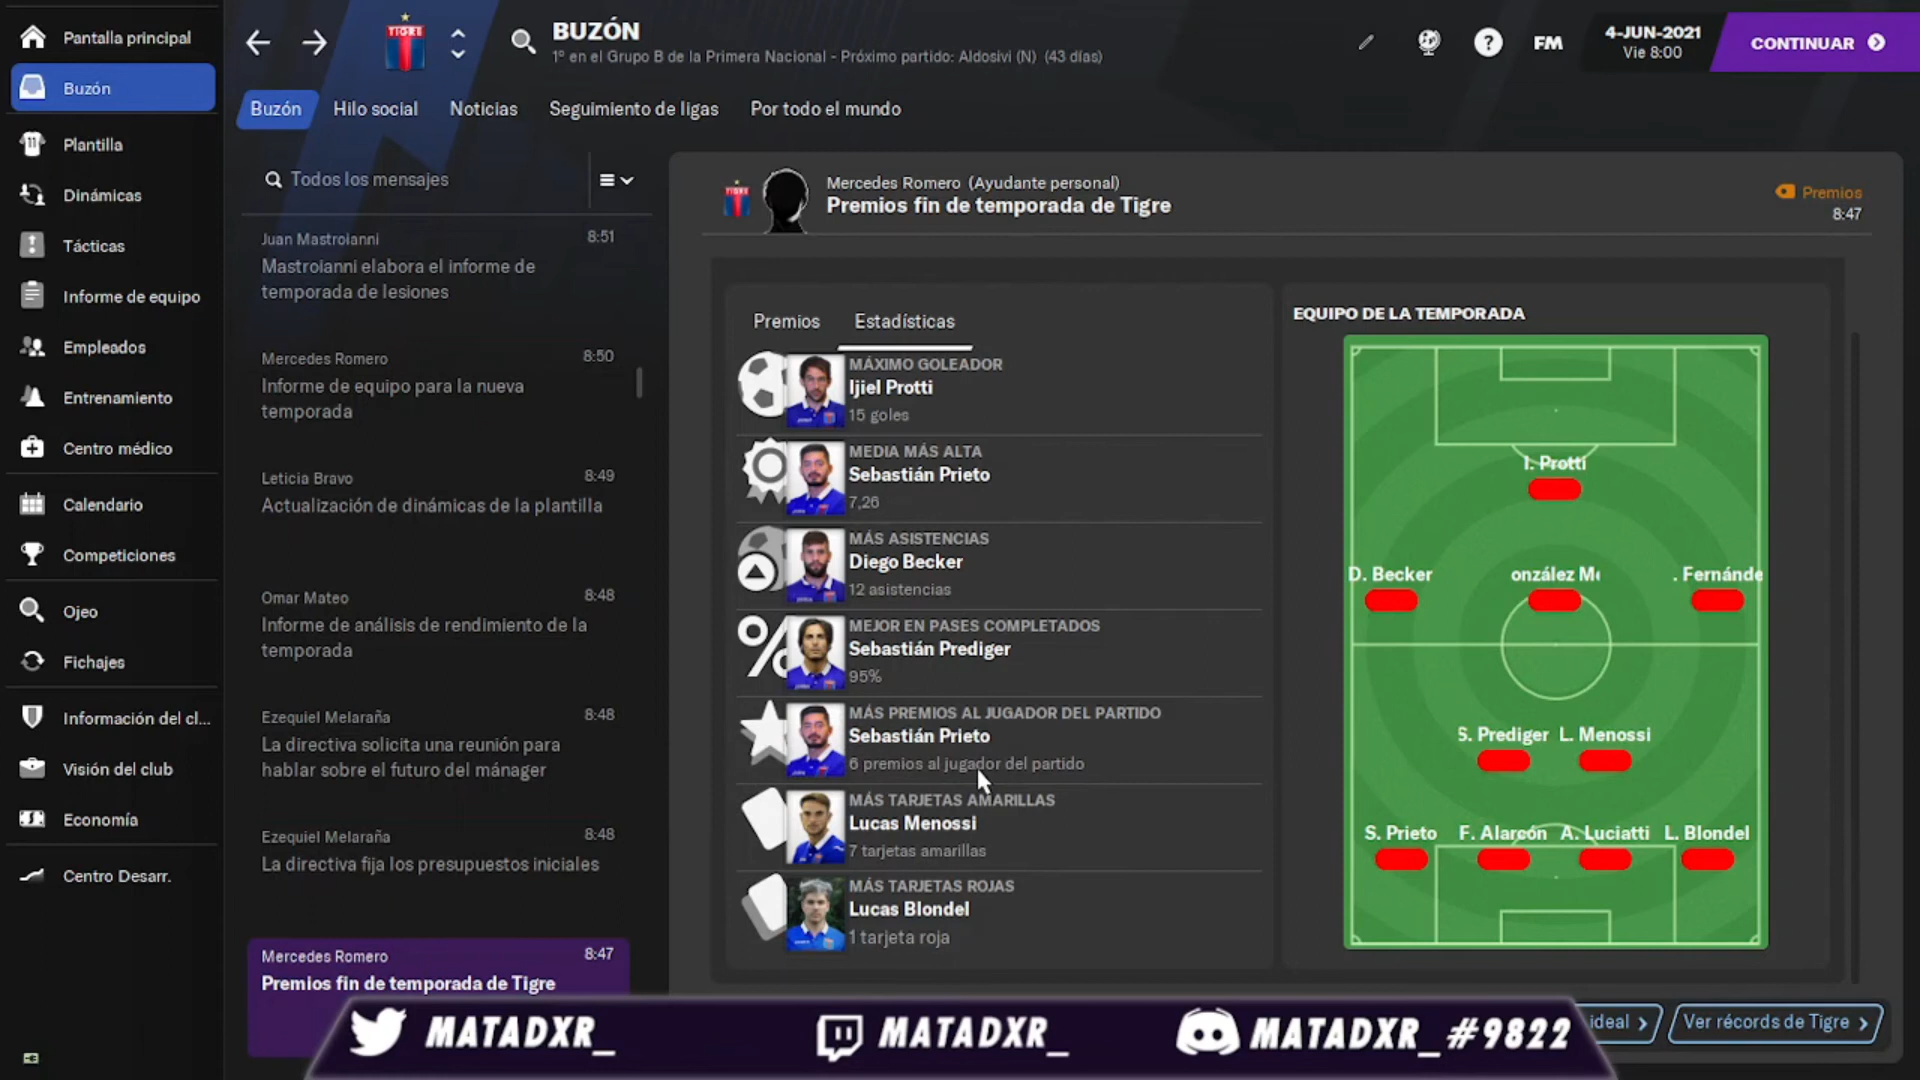 Pantalla principal
Buzón
Plantilla
Dinámicas
Tácticas
Informe de equipo
Empleados
Entrenamiento
Centro médico
Calendario
Competiciones
Ojeo
Fichajes
Información del cl...
Visión del club
Economía
Centro Desarr.
TIGRE
BUZÓN
1º en el Grupo B de la Primera Nacional - Próximo partido: Aldosivi (N) (43 días)
?
FM
4-JUN-2021
Vie 8:00
CONTINUAR
Buzón
Hilo social
Noticias
Seguimiento de ligas
Por todo el mundo
Todos los mensajes
Juan Mastroianni
8:51
Mastroianni elabora el informe de
temporada de lesiones
Mercedes Romero
8:50
Informe de equipo para la nueva
temporada
Leticia Bravo
8:49
Actualización de dinámicas de la plantilla
Omar Mateo
8:48
Informe de análisis de rendimiento de la
temporada
Ezequiel Melaraña
8:48
La directiva solicita una reunión para
hablar sobre el futuro del mánager
Ezequiel Melaraña
8:48
La directiva fija los presupuestos iniciales
Mercedes Romero
8:47
Premios fin de temporada de Tigre
TIGRE
Mercedes Romero (Ayudante personal)
Premios fin de temporada de Tigre
Premios
8:47
Premios
Estadísticas
MÁXIMO GOLEADOR
Ijiel Protti
15 goles
MEDIA MÁS ALTA
Sebastián Prieto
7,26
MÁS ASISTENCIAS
Diego Becker
12 asistencias
%
MEJOR EN PASES COMPLETADOS
Sebastián Prediger
95%
MÁS PREMIOS AL JUGADOR DEL PARTIDO
Sebastián Prieto
6 premios al jugador del partido
MÁS TARJETAS AMARILLAS
Lucas Menossi
7 tarjetas amarillas
MÁS TARJETAS ROJAS
Lucas Blondel
1 tarjeta roja
EQUIPO DE LA TEMPORADA
I. Protti
D. Becker
onzález Me
. Fernánde
S. Prediger
L. Menossi
S. Prieto
F. Alarcón
A. Luciatti
L. Blondel
ideal
Ver récords de Tigre
MATADXR_
MATADXR_
MATADXR_#9822